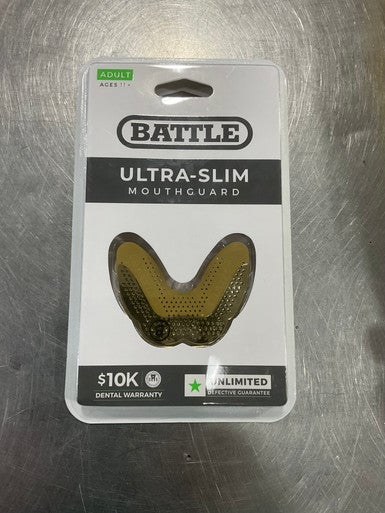 ADULT
AGES 11+
BATTLE
ULTRA-SLIM
MOUTHGUARD
$10K
DENTAL WARRANTY
UNLIMITED
DEFECTIVE GUARANTEE